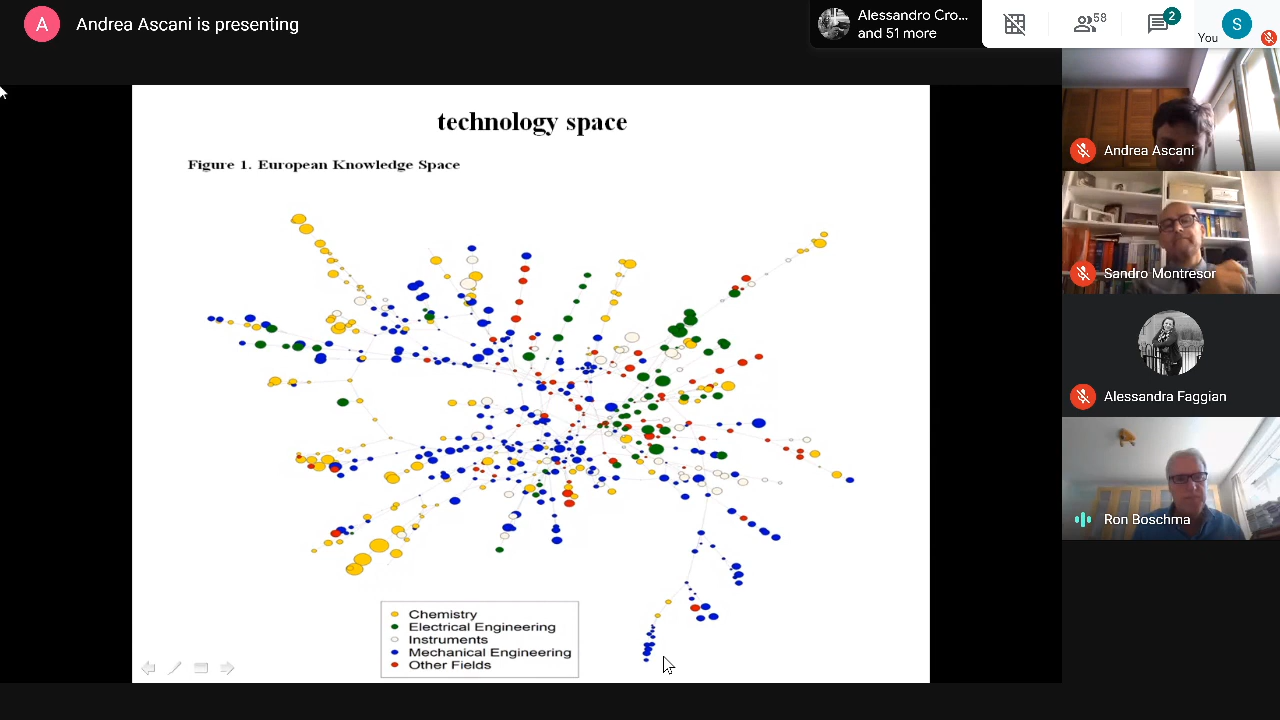 A
Andrea Ascani is presenting
Alessandro Cro...
and 51 more
58
2
You
S
technology space
Figure 1. European Knowledge Space
Chemistry
Electrical Engineering
Instruments
Mechanical Engineering
Other Fields
Andrea Ascani
Sandro Montresor
Alessandra Faggian
Ron Boschma